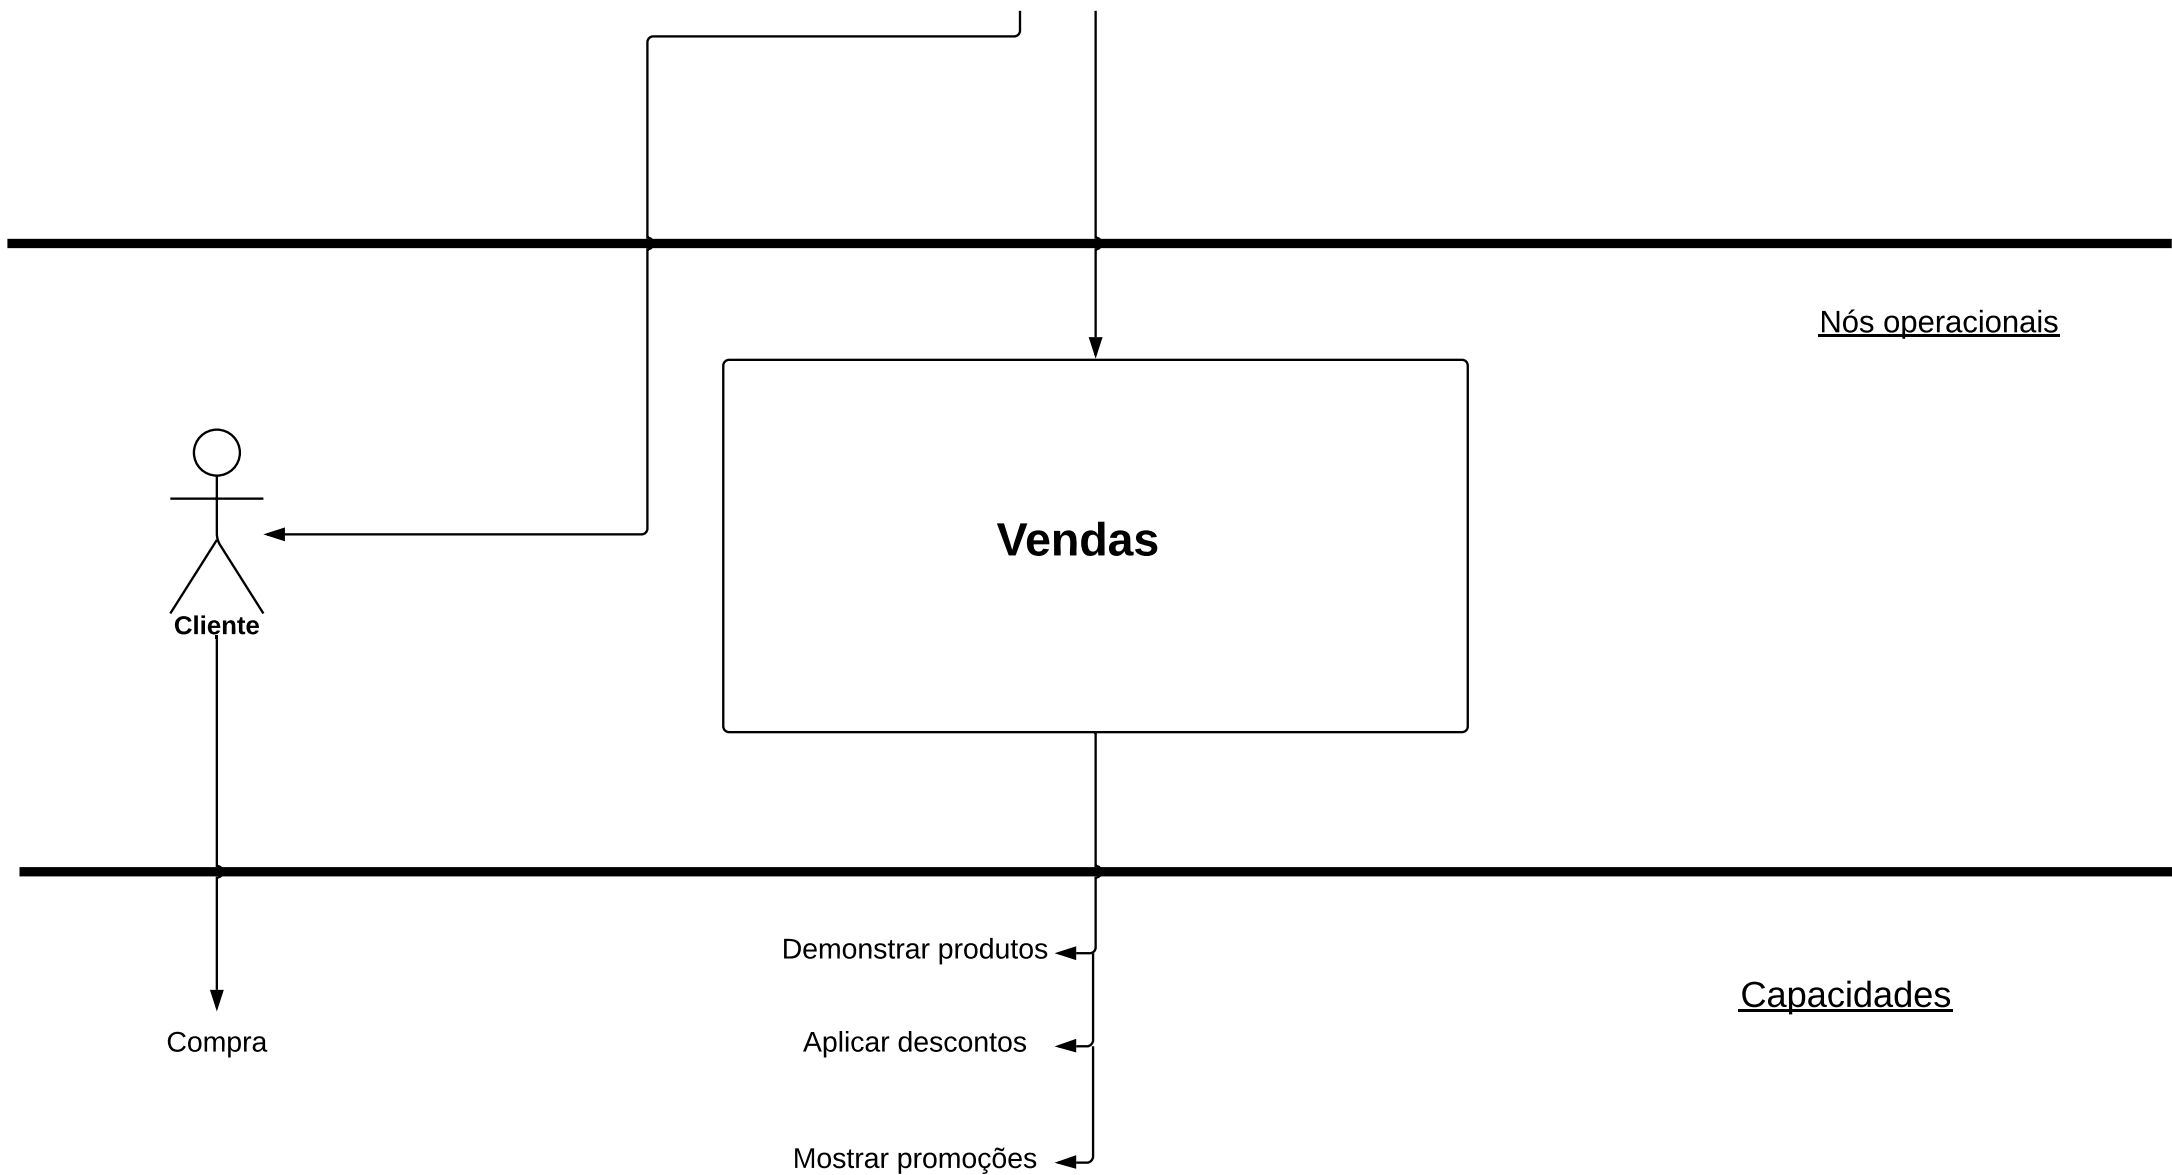 Nós operacionais
Vendas
Cliente
Demonstrar produtos
Capacidades
Compra
Aplicar descontos
Mostrar promoções